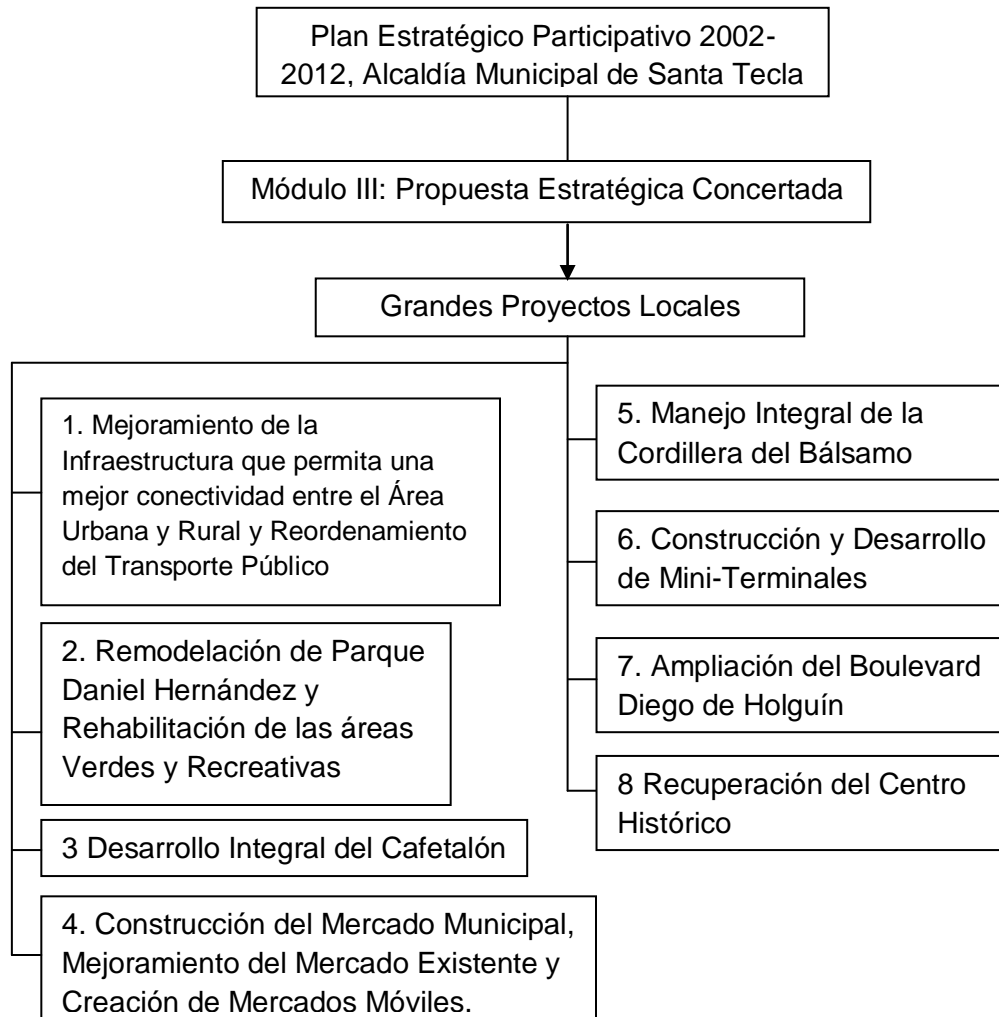 Plan Estratégico Participativo 2002-
2012, Alcaldía Municipal de Santa Tecla
Módulo III: Propuesta Estratégica Concertada
Grandes Proyectos Locales
1. Mejoramiento de la
Infraestructura que permita una
mejor conectividad entre el Área
Urbana y Rural y Reordenamiento
del Transporte Público
2. Remodelación de Parque
Daniel Hernández y
Rehabilitación de las áreas
Verdes y Recreativas
3 Desarrollo Integral del Cafetalón
4. Construcción del Mercado Municipal,
Mejoramiento del Mercado Existente y
Creación de Mercados Móviles.
5. Manejo Integral de la
Cordillera del Bálsamo
6. Construcción y Desarrollo
de Mini-Terminales
7. Ampliación del Boulevard
Diego de Holguín
8 Recuperación del Centro
Histórico